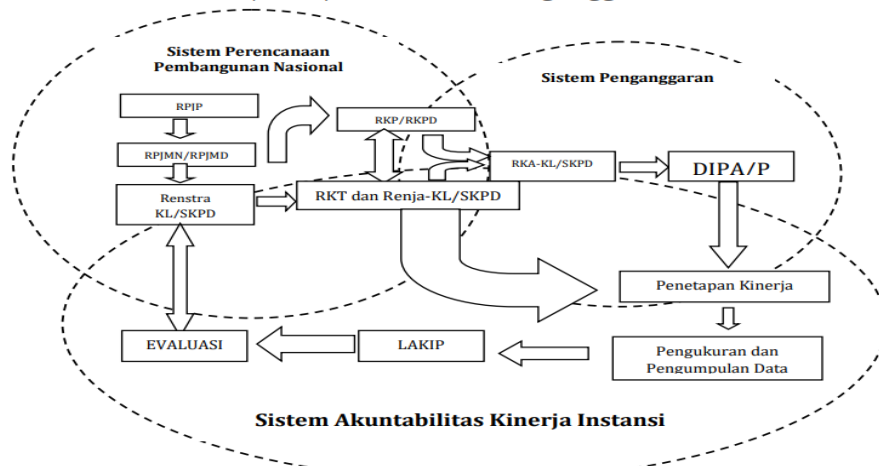 Sistem Perencanaan
Pembangunan Nasional
Sistem Penganggaran
RPJP
RKP/RKPD
RPJMN/RPJMD
RKA-KL/SKPD
DIPA/P
Renstra
KL/SKPD
RKT dan Renja-KL/SKPD
Penetapan Kinerja
EVALUASI
LAKIP
Pengukuran dan
Pengumpulan Data
Sistem Akuntabilitas Kinerja Instansi